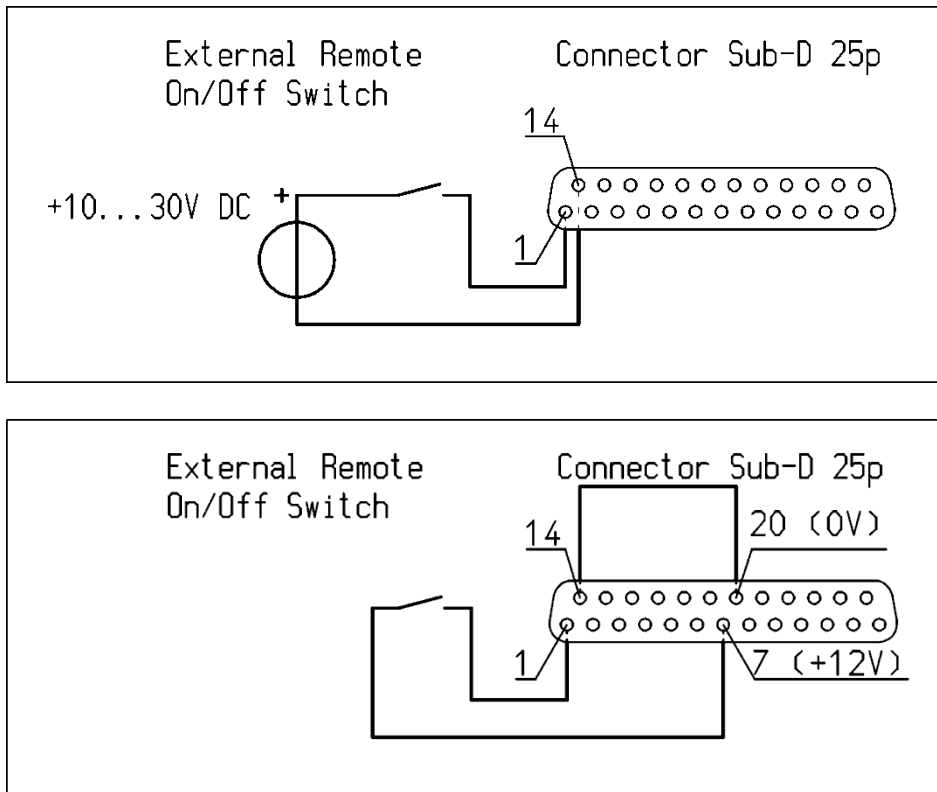 External Remote
On/Off Switch
Connector Sub-D 25p
14
+10...30V DC
+
1
External Remote
On/Off Switch
Connector Sub-D 25p
14
20 (0V)
1
7 (+12V)